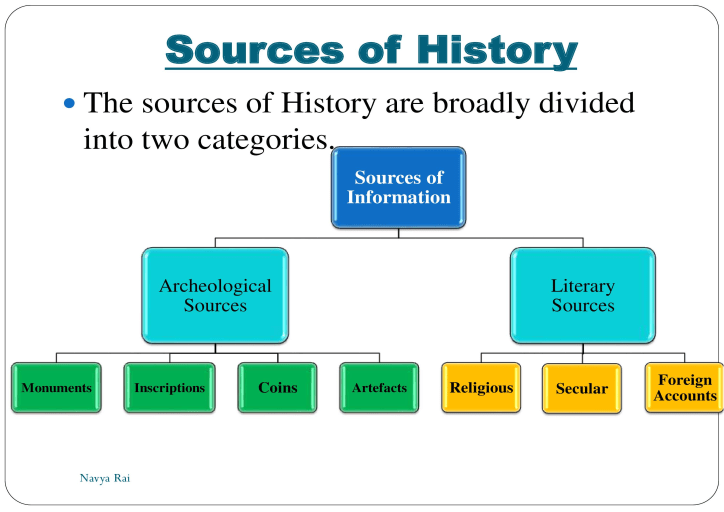 Sources of History
• The sources of History are broadly divided
into two categories.
Sources of
Information
Archeological
Sources
Literary
Sources
Monuments
Inscriptions
Coins
Artefacts
Religious
Secular
Foreign
Accounts
Navya Rai